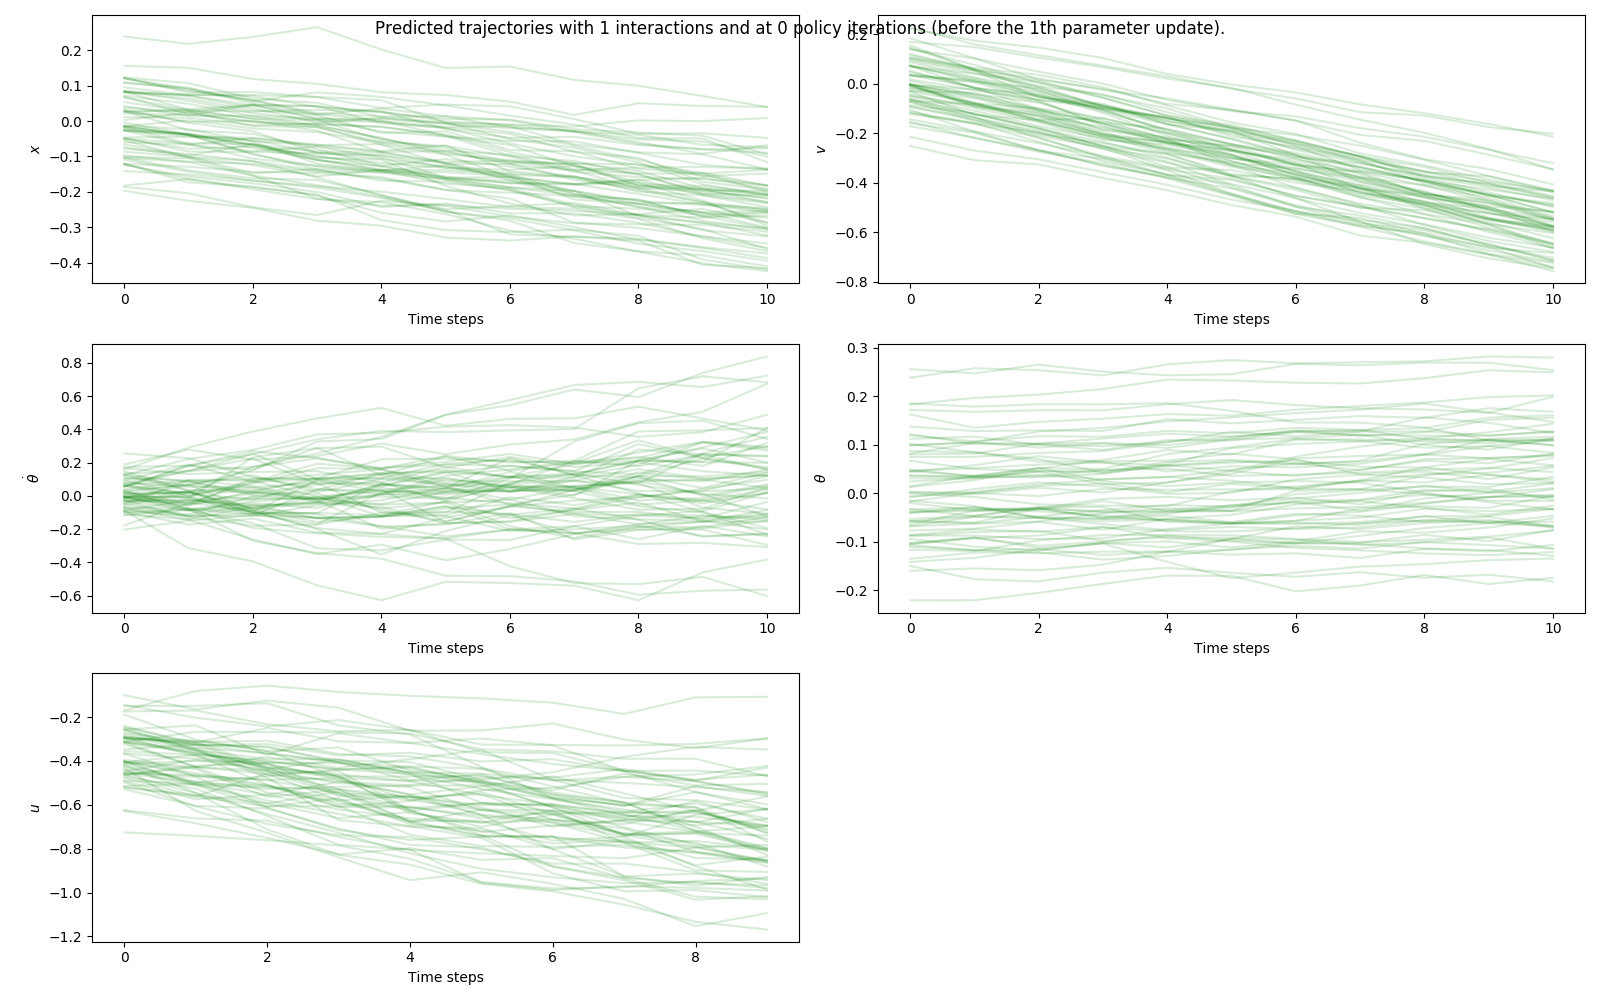 Predicted trajectories with 1 interactions and at 0 policy iterations (before the 1th parameter update).
0.2
0.1
0.0
−0.1
−0.2
−0.3
−0.4
x
0 2 4 6 8 10
Time steps
0.2
0.0
−0.2
−0.4
−0.6
−0.8
v
0 2 4 6 8 10
Time steps
0.8
0.6
0.4
0.2
0.0
−0.2
−0.4
−0.6
θ̇
0 2 4 6 8 10
Time steps
0.3
0.2
0.1
0.0
−0.1
−0.2
θ
0 2 4 6 8 10
Time steps
−0.2
−0.4
−0.6
−0.8
−1.0
−1.2
u
0 2 4 6 8
Time steps